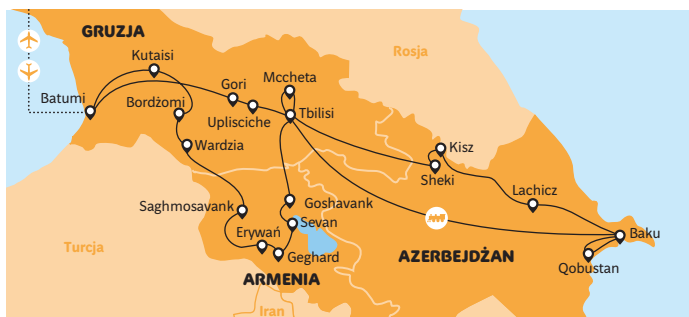 GRUZJA
Rosja
Kutaisi
Mccheta
Batumi
Gori
Bordżomi
Uplisciche
Tbilisi
Wardzia
Kisz
Sheki
Saghmosavank
Goshavank
Lachicz
Sevan
Erywań
Baku
Turcja
Geghard
AZERBEJDŻAN
Qobustan
ARMENIA
Iran